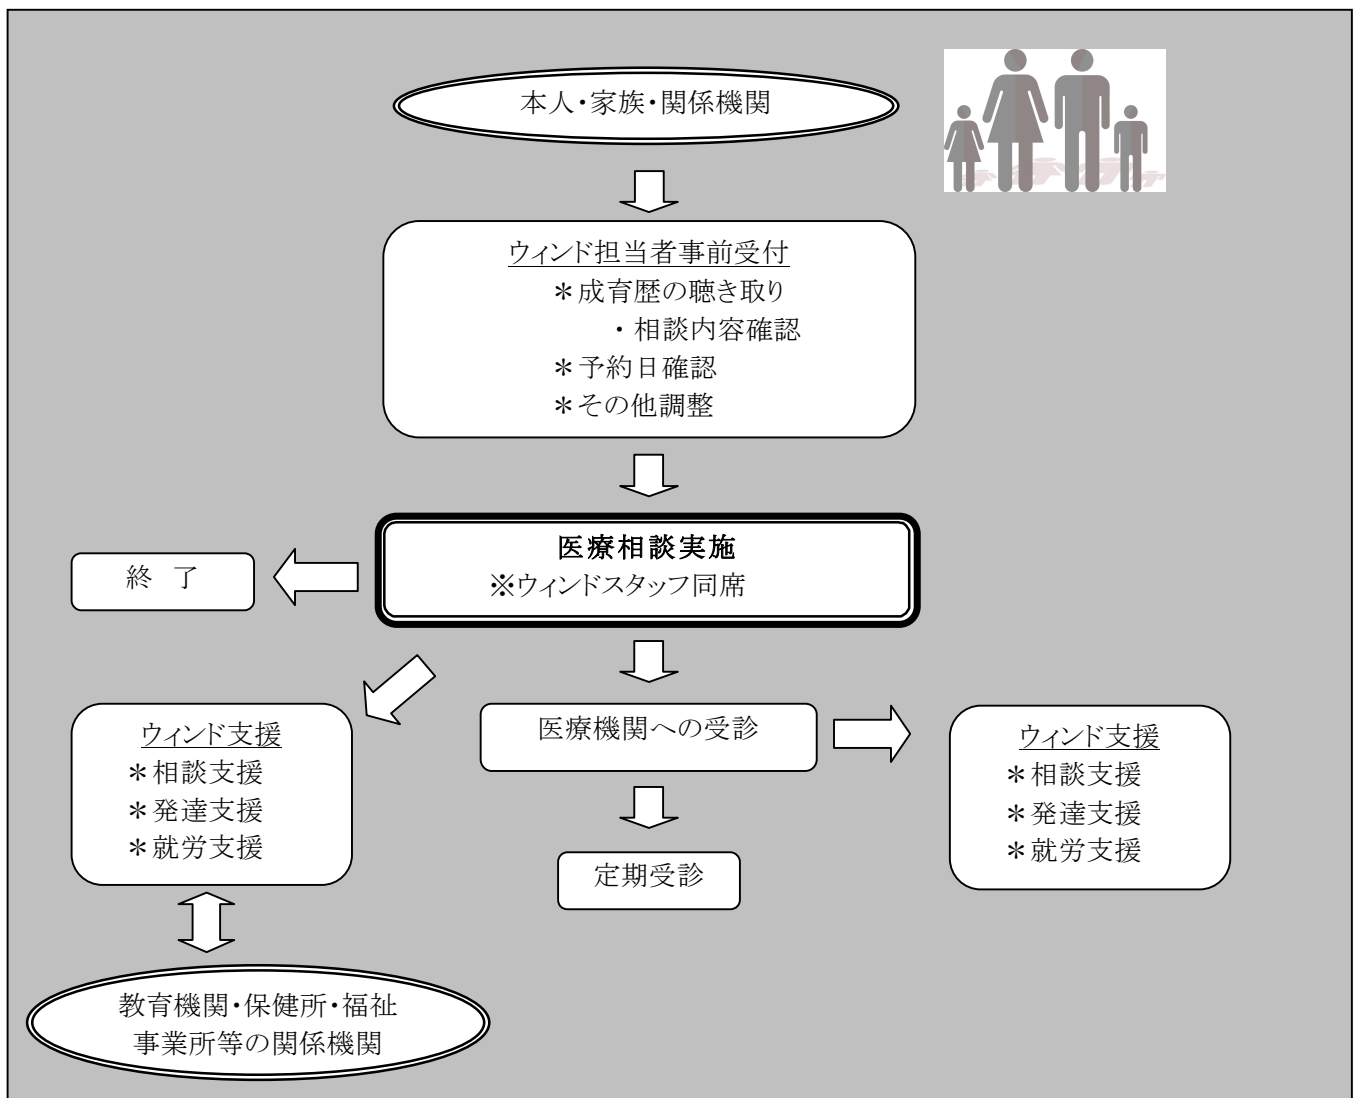 本人・家族・関係機関
ウィンド担当者事前受付
＊成育歴の聴き取り
・相談内容確認
＊予約日確認
＊その他調整
医療相談実施
※ウィンドスタッフ同席
終　了
医療機関への受診
ウィンド支援
＊相談支援
＊発達支援
＊就労支援
ウィンド支援
＊相談支援
＊発達支援
＊就労支援
定期受診
教育機関・保健所・福祉
事業所等の関係機関